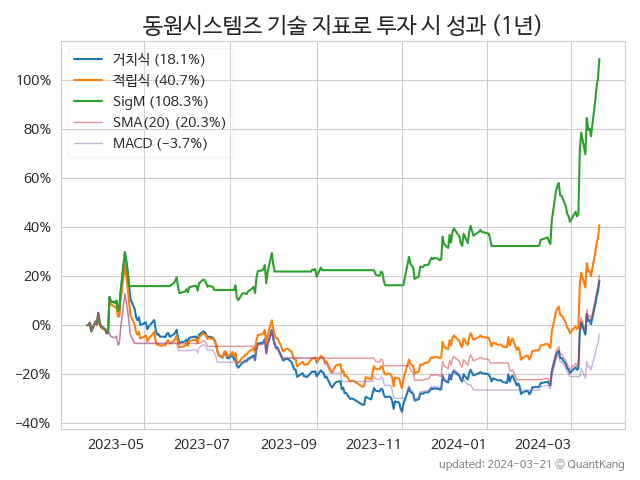 동원시스템즈 기술 지표로 투자 시 성과 (1년)
거치식 (18.1%)
적립식 (40.7%)
SigM (108.3%)
SMA(20) (20.3%)
MACD (−3.7%)
100%
80%
60%
40%
20%
0%
−20%
−40%
2023-05 2023-07 2023-09 2023-11 2024-01 2024-03
updated: 2024-03-21 © QuantKang